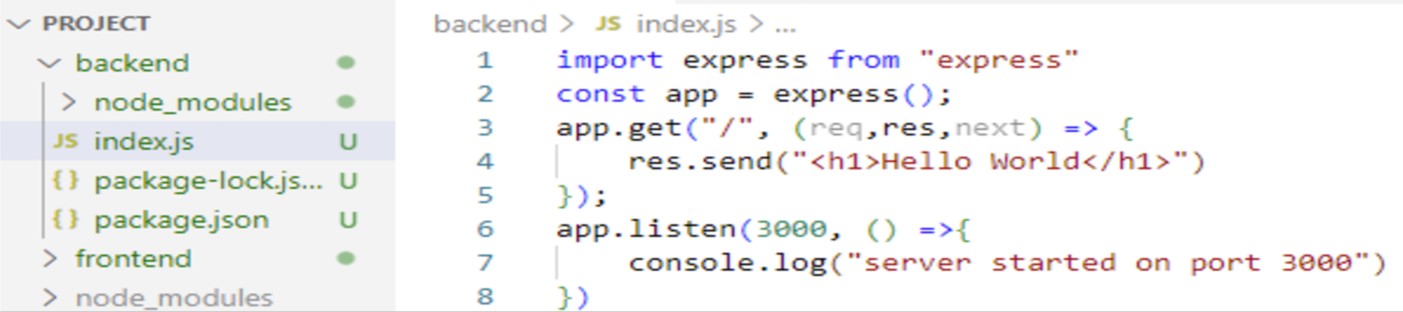 PROJECT
backend
node_modules
JS index.js U
{} package-lock.js... U
{} package.json U
frontend
node_modules
backend > JS index.js > ...
1 import express from "express"
2 const app = express();
3 app.get("/", (req,res,next) => {
4 res.send("<h1>Hello World</h1>")
5 });
6 app.listen(3000, () =>{
7 console.log("server started on port 3000")
8 })